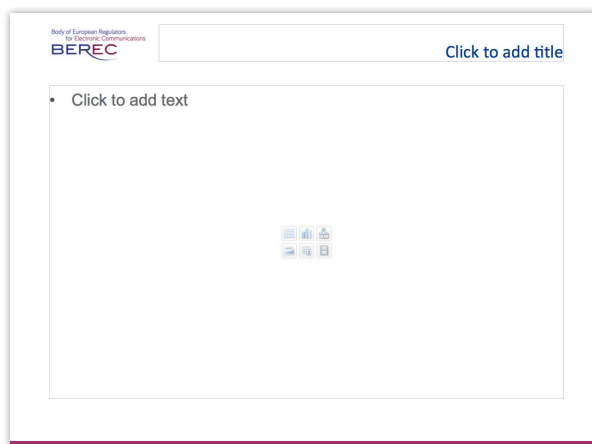 Body of European Regulators
for Electronic Communications
BEREC
Click to add title
• Click to add text